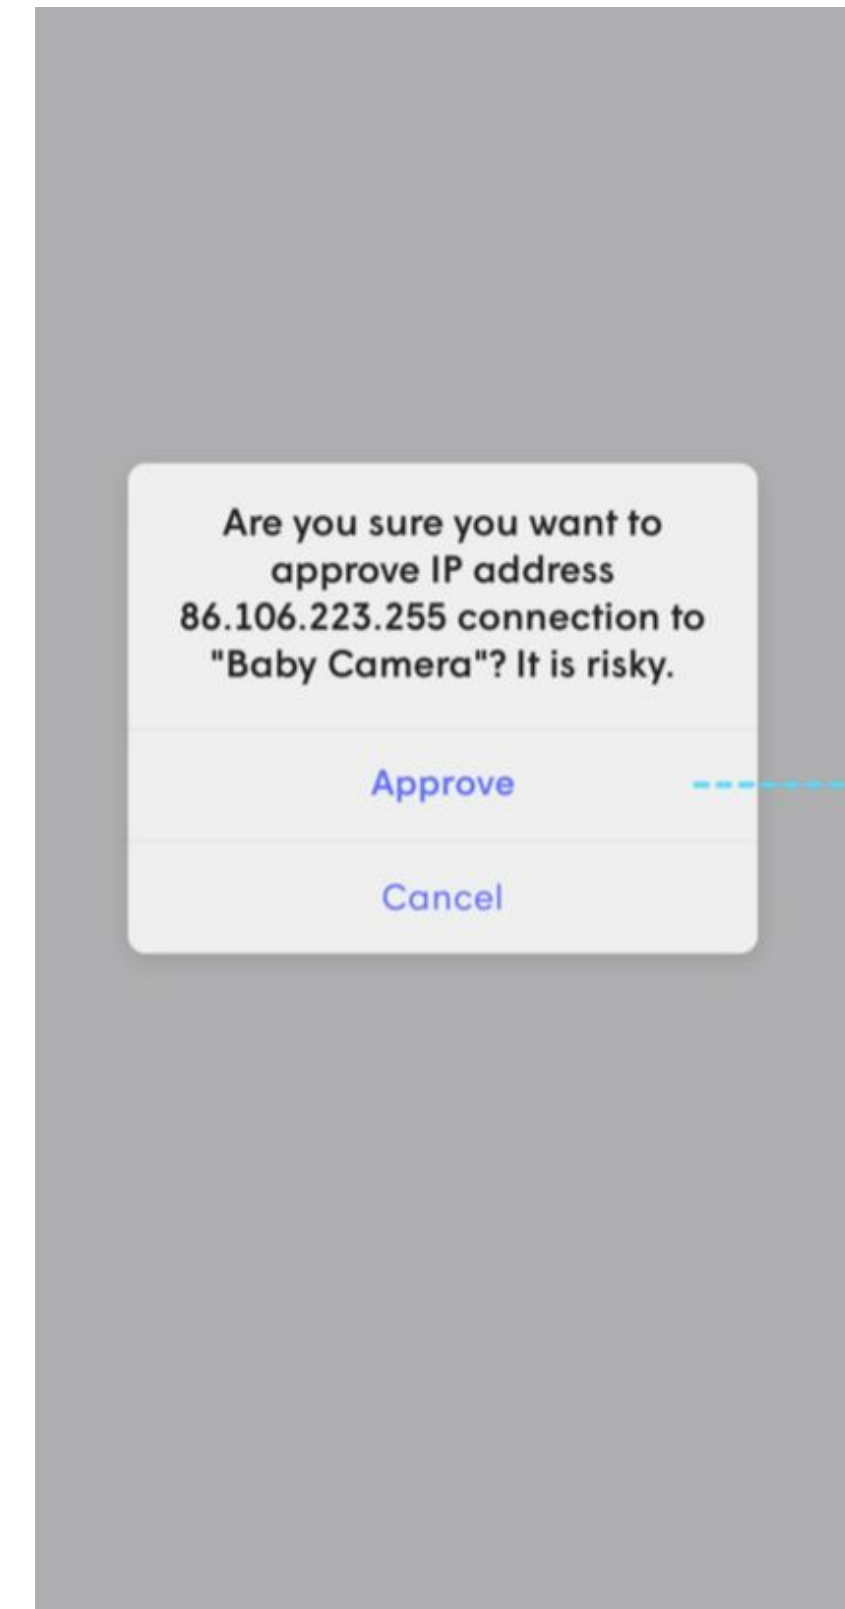 Are you sure you want to
approve IP address
86.106.223.255 connection to
"Baby Camera"? It is risky.
Approve
Cancel